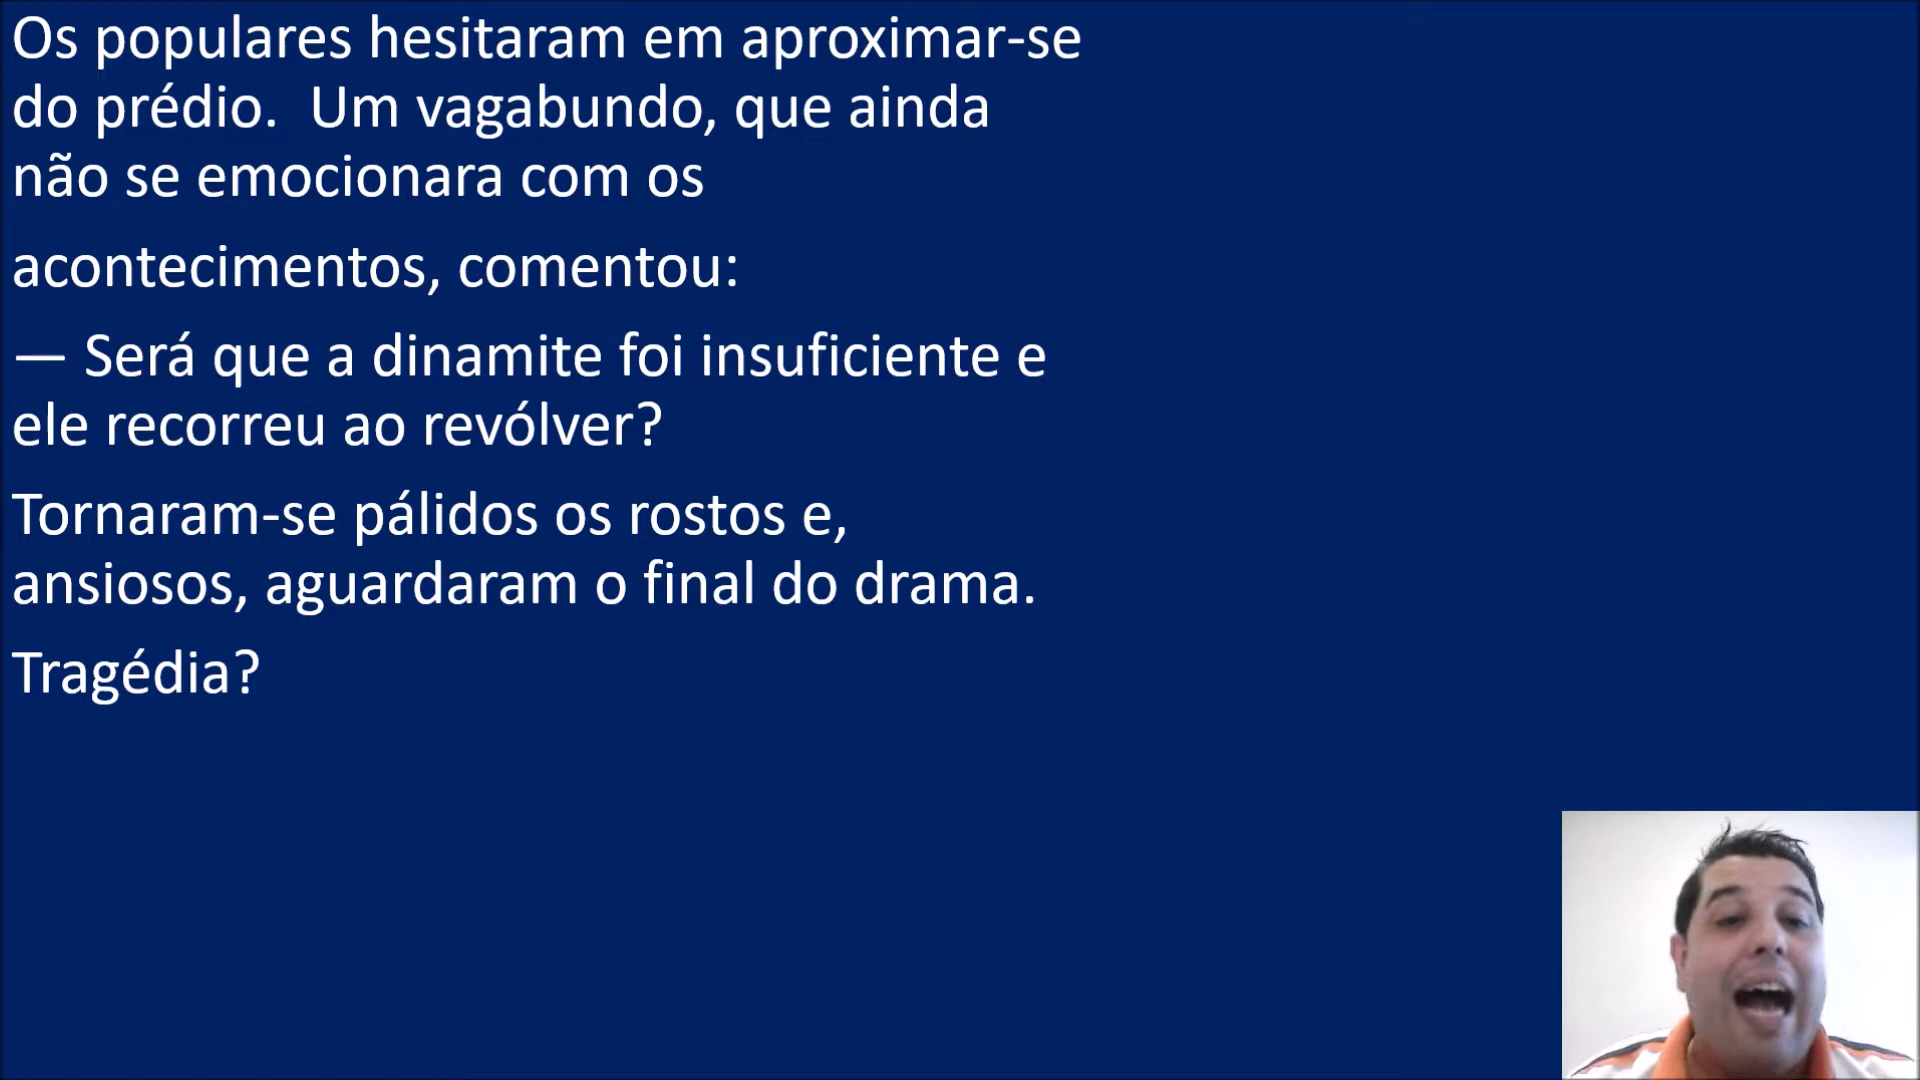 Os populares hesitaram em aproximar-se
do prédio.  Um vagabundo, que ainda
não se emocionara com os
acontecimentos, comentou:
— Será que a dinamite foi insuficiente e
ele recorreu ao revólver?
Tornaram-se pálidos os rostos e,
ansiosos, aguardaram o final do drama.
Tragédia?